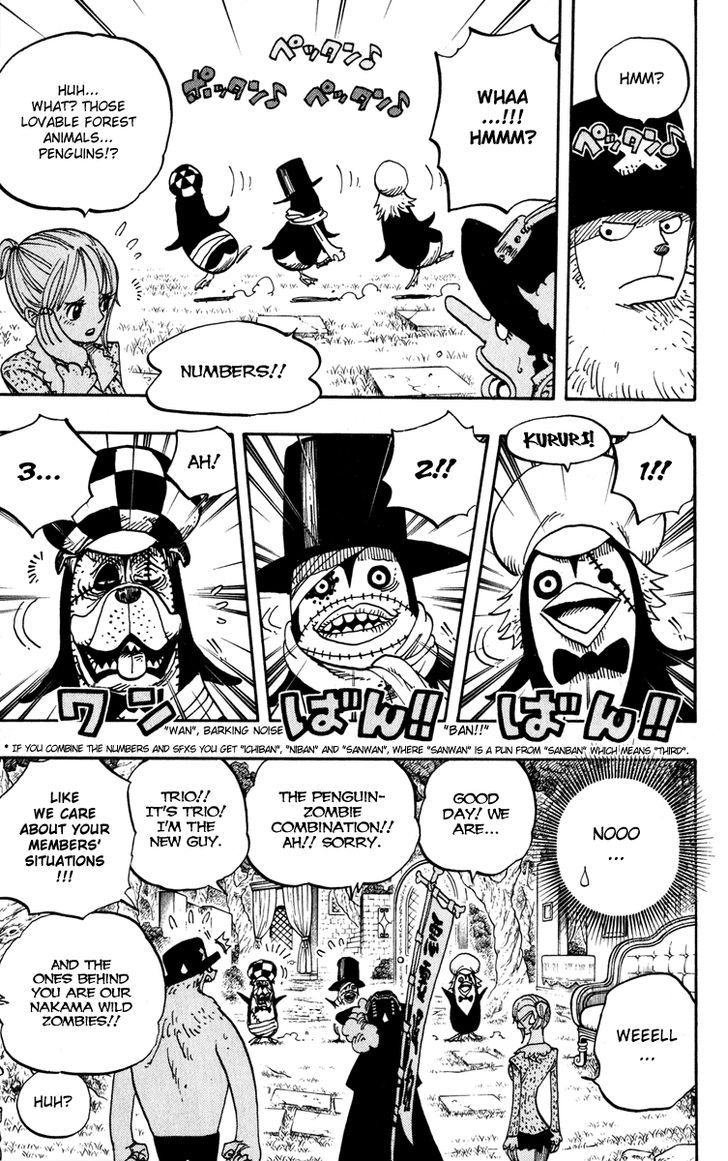 HMM?
ペッタン♪
WHAA
...!!!
HMMM?
ペッタン♪
ペッタン♪
ペッタン♪
HUH...
WHAT? THOSE
LOVABLE FOREST
ANIMALS...
PENGUINS!?
NUMBERS!!
1!!
KURURI!
ばん!!
2!!
ばん!!
AH!
3...
ワン
"WAN", BARKING NOISE
"BAN!!"
* IF YOU COMBINE THE NUMBERS AND SFXS YOU GET "ICHIBAN", "NIBAN" AND "SANWAN", WHERE "SANWAN" IS A PUN FROM "SANBAN" WHICH MEANS "THIRD".
NOOO
...
GOOD
DAY! WE
ARE...
THE PENGUIN-
ZOMBIE
COMBINATION!!
AH!! SORRY.
TRIO!!
IT'S TRIO!
I'M THE
NEW GUY.
LIKE
WE CARE
ABOUT YOUR
MEMBERS'
SITUATIONS
!!!
WEEELL
...
AND THE
ONES BEHIND
YOU ARE OUR
NAKAMA WILD
ZOMBIES!!
HUH?